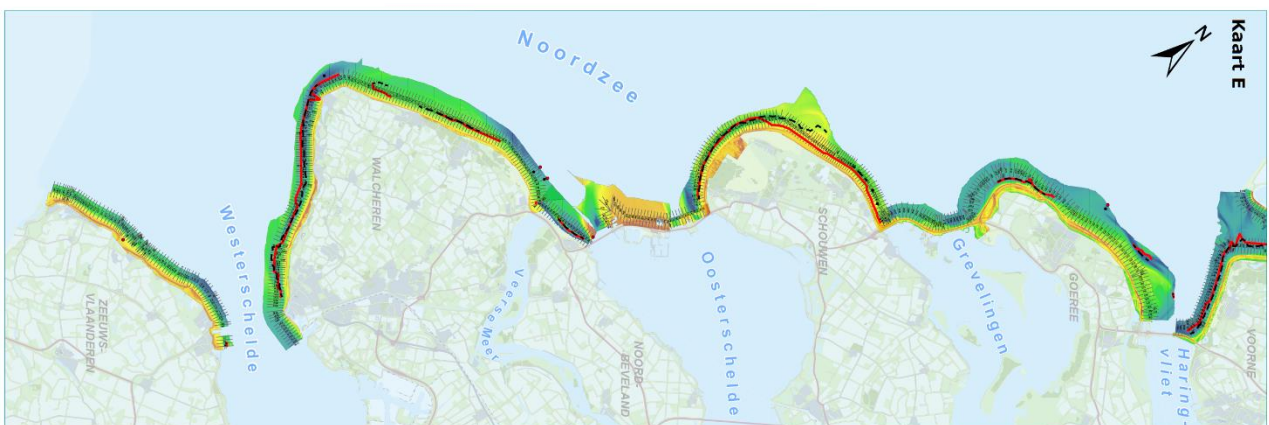 Kaart E
N
Noordzee
WALCHEREN
Westerschelde
ZEEUWS-
VLAANDEREN
Veerse Meer
NOORD-
BEVELAND
Oosterschelde
SCHOUWEN
Grevelingen
GOEREE
Haring-
vliet
VOORNE